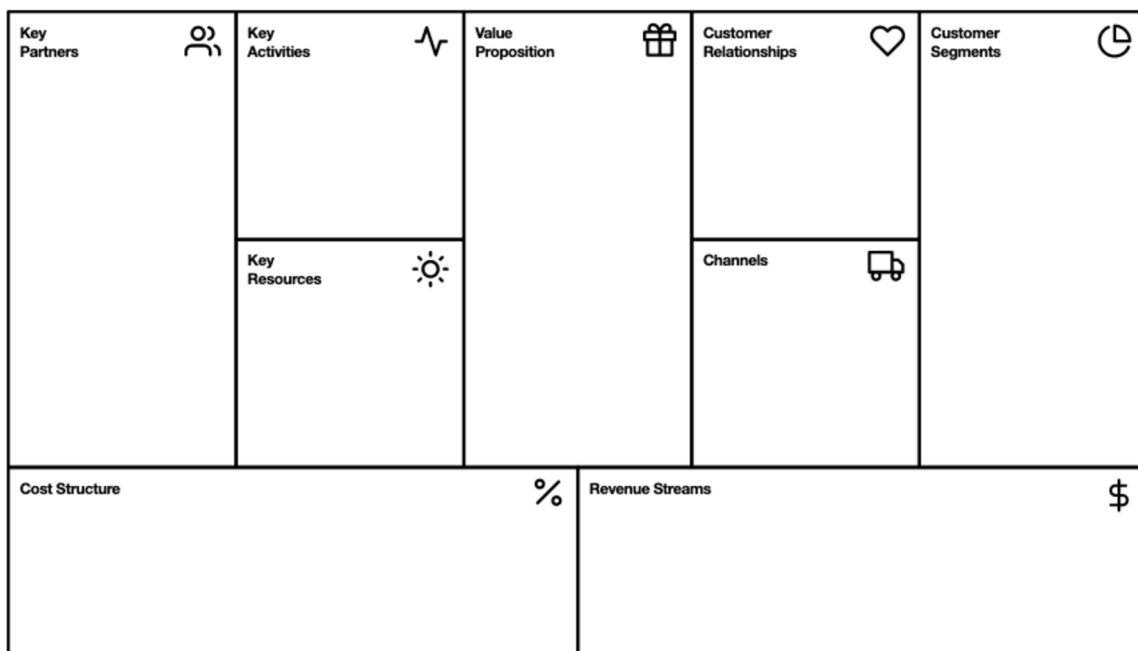 Key
Partners
Key
Activities
Value
Proposition
Customer
Relationships
Customer
Segments
Key
Resources
Channels
Cost Structure
Revenue Streams